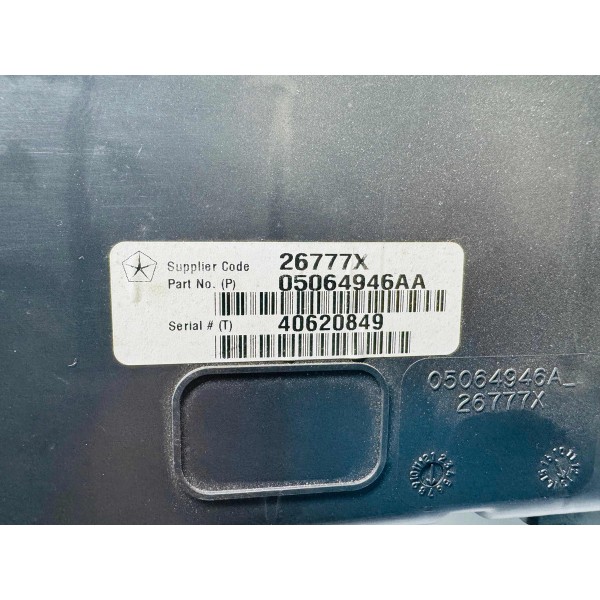 Supplier Code 26777X
Part No. (P) 05064946AA
Serial # (T) 40620849
05064946A_
26777X